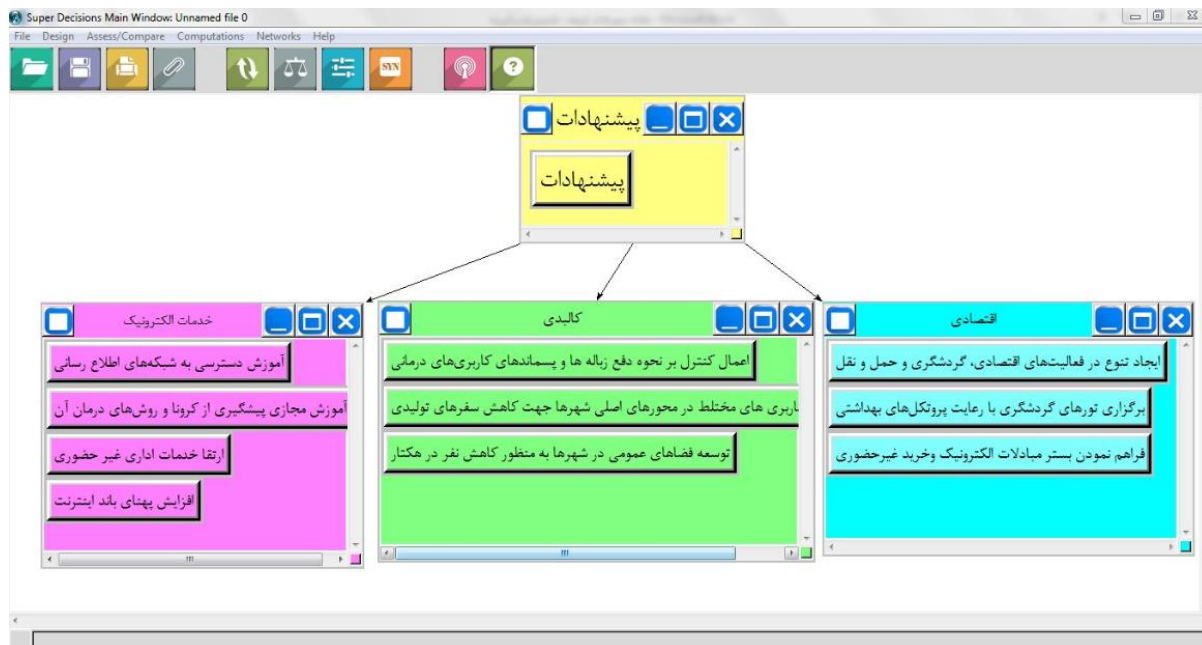 Super Decisions Main Window: Unnamed file 0
File Design Assess/Compare Computations Networks Help
SYN
پیشنهادات
پیشنهادات
خدمات الکترونیک
آموزش دسترسی به شبکه‌های اطلاع رسانی
آموزش مجازی پیشگیری از کرونا و روش‌های درمان آن
ارتقا خدمات اداری غیر حضوری
افزایش پهنای باند اینترنت
کالبدی
اعمال کنترل بر نحوه دفع زباله ها و پسماندهای کاربری‌های درمانی
اربری های مختلط در محورهای اصلی شهرها جهت کاهش سفرهای تولیدی
توسعه فضاهای عمومی در شهرها به منظور کاهش نفر در هکتار
اقتصادی
ایجاد تنوع در فعالیت‌های اقتصادی، گردشگری و حمل و نقل
برگزاری تورهای گردشگری با رعایت پروتکل‌های بهداشتی
فراهم نمودن بستر مبادلات الکترونیک وخرید غیرحضوری